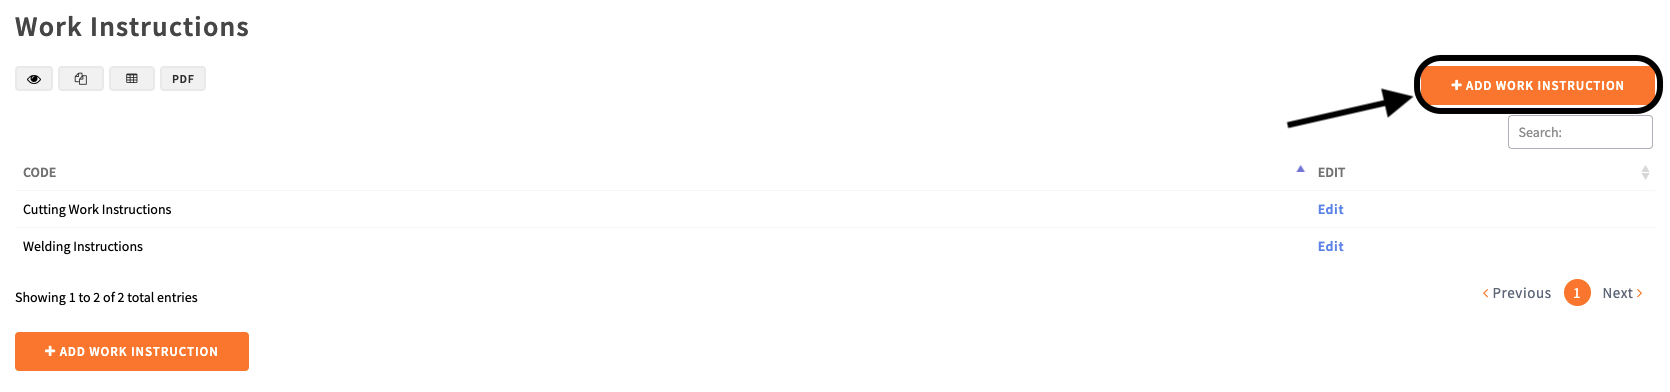 Work Instructions
PDF
+ ADD WORK INSTRUCTION
Search:
CODE EDIT
Cutting Work Instructions Edit
Welding Instructions Edit
Showing 1 to 2 of 2 total entries
Previous 1 Next
+ ADD WORK INSTRUCTION